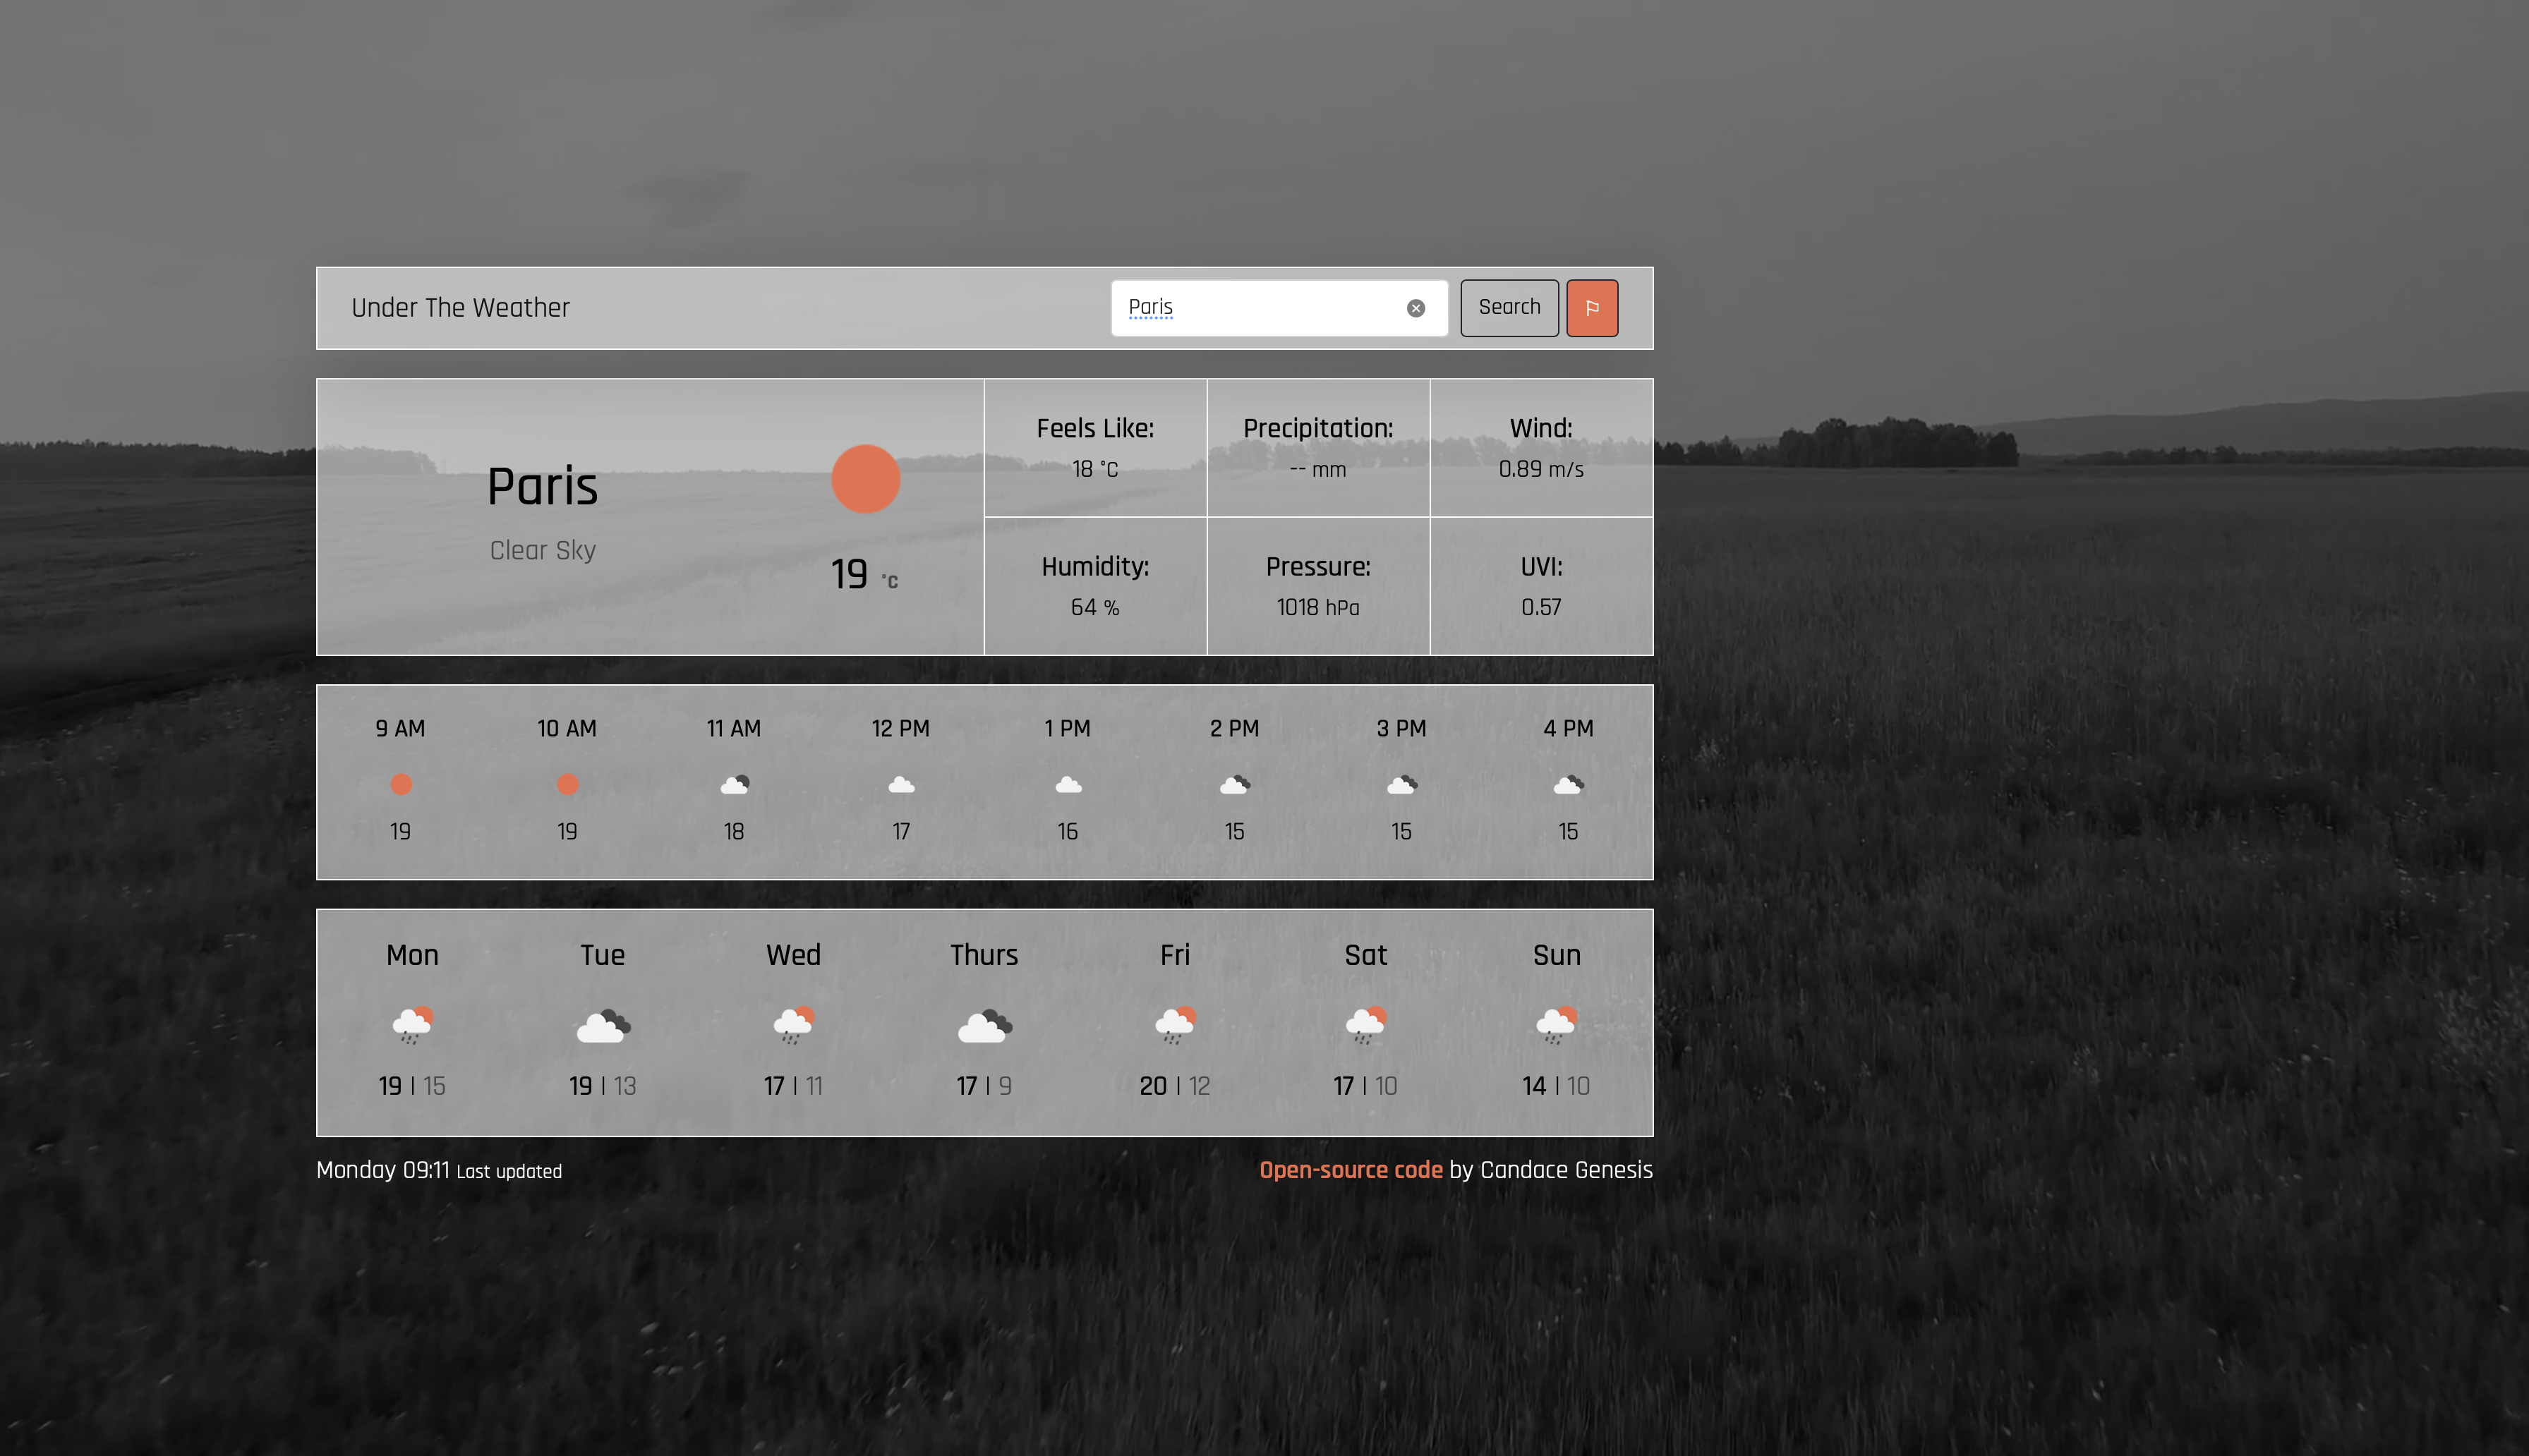 Under The Weather
Paris
Search
Paris
Clear Sky
19 °C
Feels Like:
18 °C
Precipitation:
-- mm
Wind:
0.89 m/s
Humidity:
64 %
Pressure:
1018 hPa
UVI:
0.57
9 AM 10 AM 11 AM 12 PM 1 PM 2 PM 3 PM 4 PM
19 19 18 17 16 15 15 15
Mon Tue Wed Thurs Fri Sat Sun
19 | 15 19 | 13 17 | 11 17 | 9 20 | 12 17 | 10 14 | 10
Monday 09:11 Last updated
Open-source code by Candace Genesis